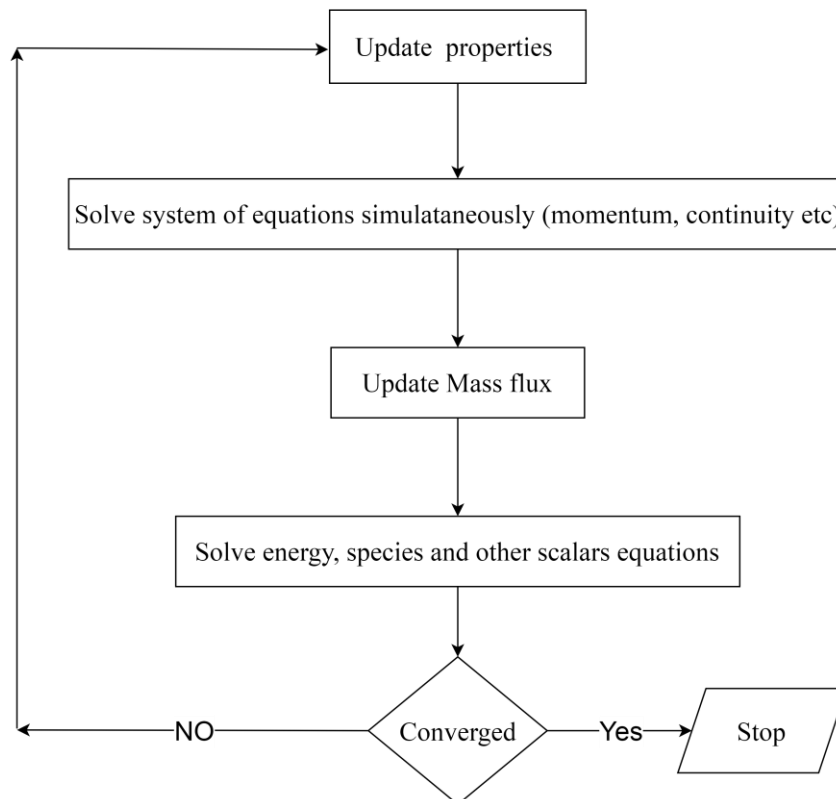 Update properties
Solve system of equations simulataneously (momentum, continuity etc)
Update Mass flux
Solve energy, species and other scalars equations
NO
Converged
Yes
Stop